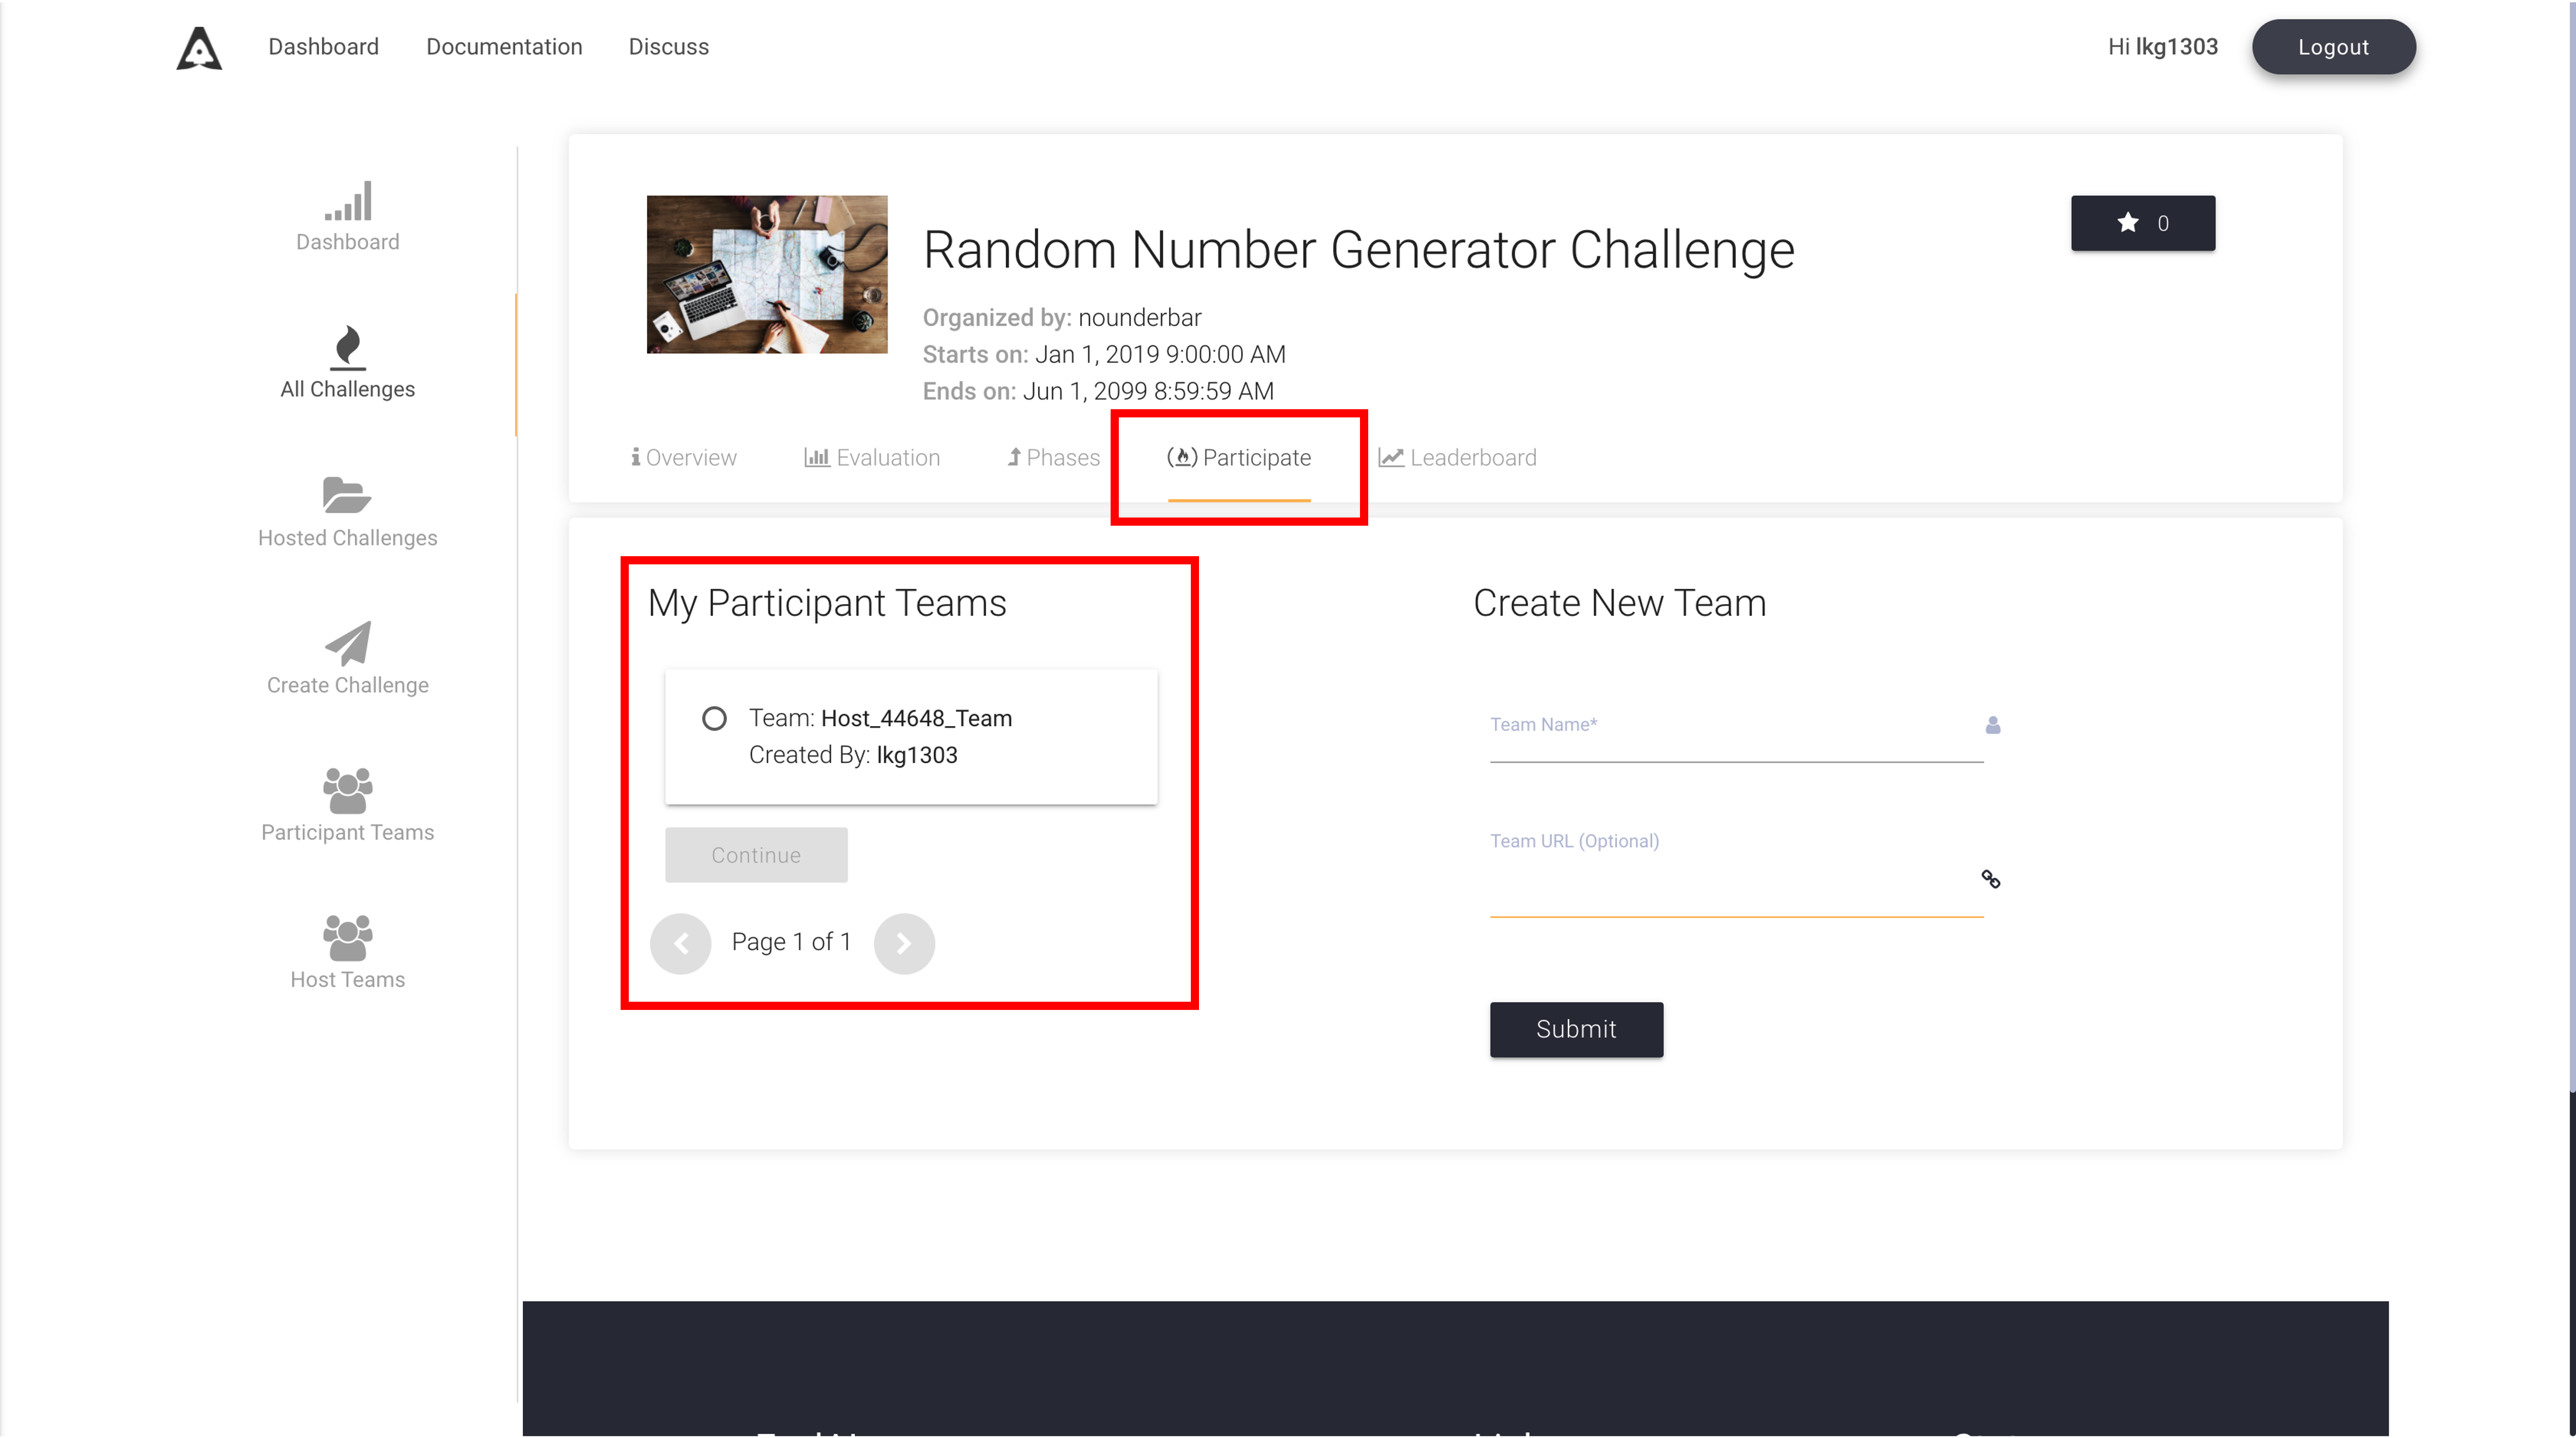 Dashboard
Documentation
Discuss
Hi lkg1303
Logout
Dashboard
All Challenges
Hosted Challenges
Create Challenge
Participant Teams
Host Teams
Random Number Generator Challenge
0
Organized by: nounderbar
Starts on: Jan 1, 2019 9:00:00 AM
Ends on: Jun 1, 2099 8:59:59 AM
Overview
Evaluation
Phases
Participate
Leaderboard
My Participant Teams
Team: Host_44648_Team
Created By: lkg1303
Continue
Page 1 of 1
Create New Team
Team Name*
Team URL (Optional)
Submit